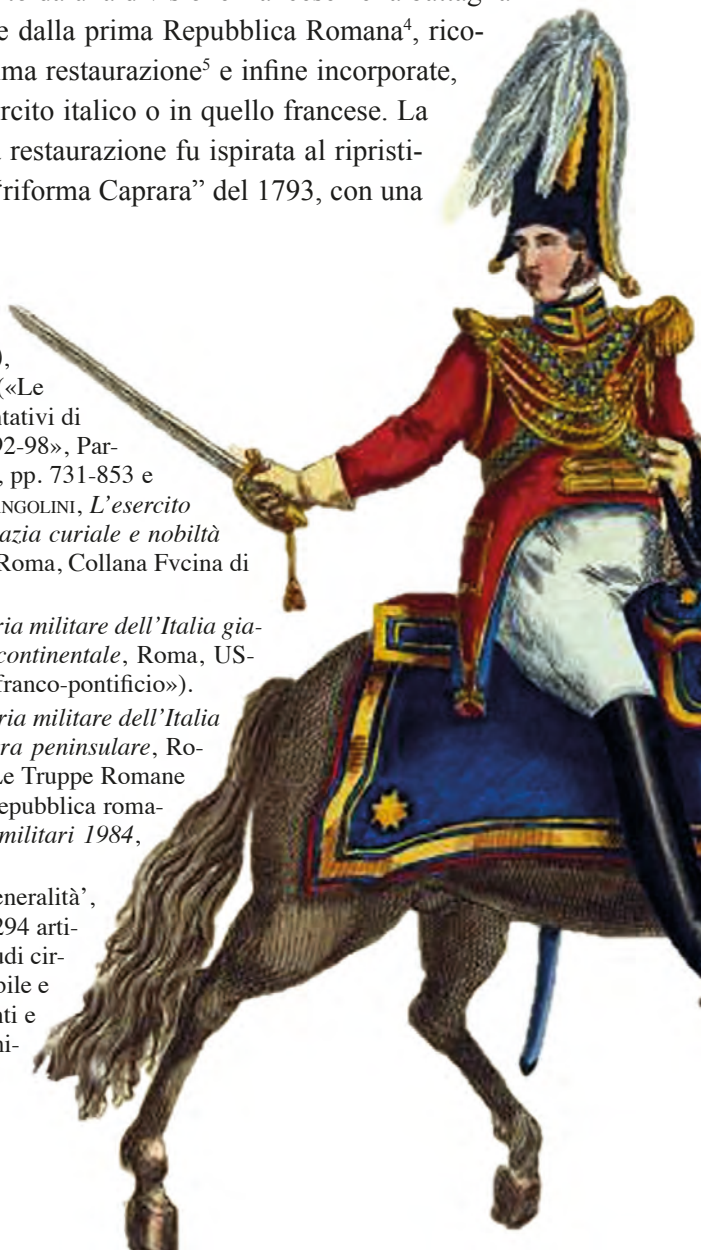 e dalla prima Repubblica Romana⁴, rico-
ma restaurazione⁵ e infine incorporate,
rcito italico o in quello francese. La
restaurazione fu ispirata al ripristi-
“riforma Caprara” del 1793, con una
),
(«Le
ntativi di
92-98», Par-
, pp. 731-853 e
NGOLINI, L’esercito
azia curiale e nobiltà
Roma, Collana Fvcina di
ria militare dell’Italia gia-
continentale, Roma, US-
franco-pontificio»).
ria militare dell’Italia
ra peninsulare, Ro-
Le Truppe Romane
epubblica roma-
militari 1984,
eneralità’,
294 arti-
udi cir-
bile e
nti e
ni-